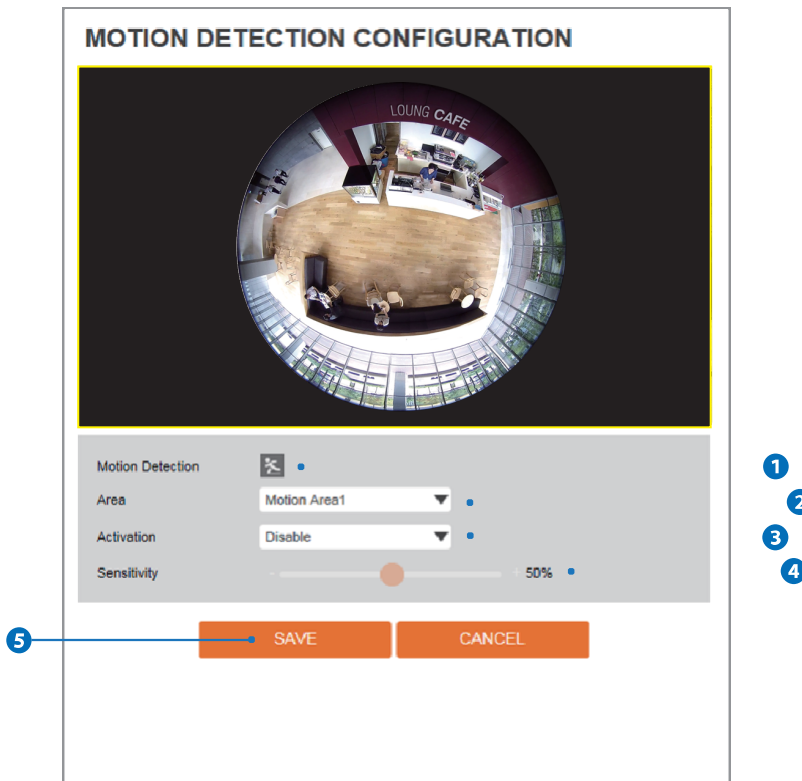 MOTION DETECTION CONFIGURATION
LOUNG CAFE
Motion Detection
1
Area Motion Area1
2
Activation Disable
3
Sensitivity - + 50%
4
5 SAVE CANCEL